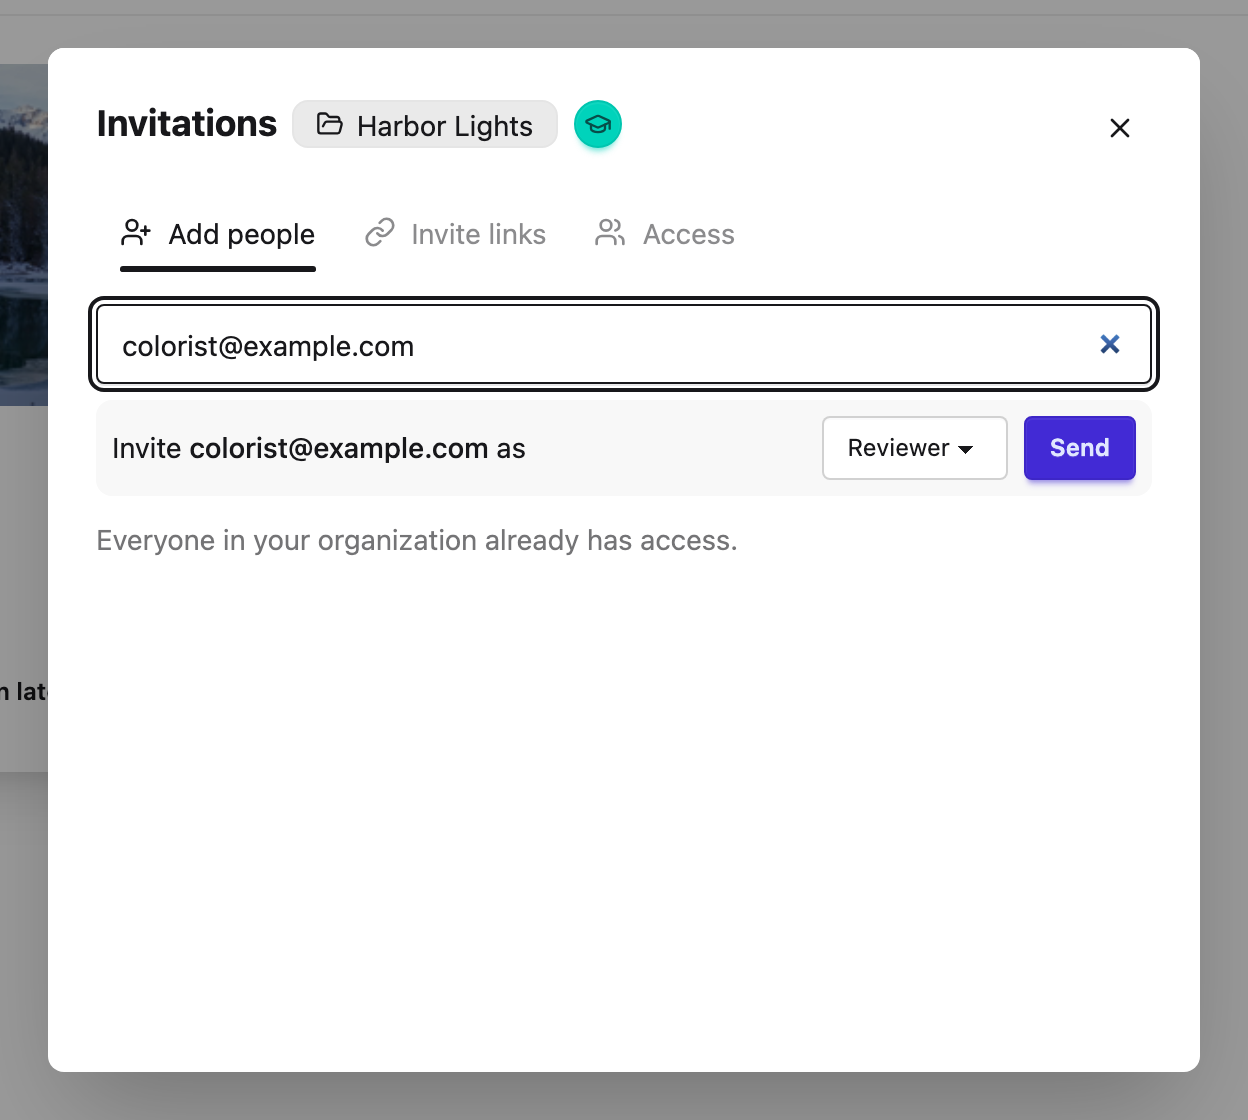 Invitations Harbor Lights
Add people Invite links Access
colorist@example.com
Invite colorist@example.com as Reviewer Send
Everyone in your organization already has access.